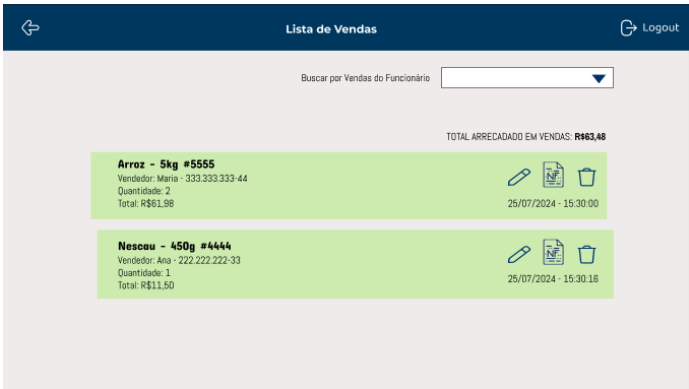 Lista de Vendas
Logout
Buscar por Vendas do Funcionário
TOTAL ARRECADADO EM VENDAS: R$63,48
Arroz - 5kg #5555
Vendedor: Maria - 333.333.333-44
Quantidade: 2
Total: R$61,98
NF
25/07/2024 - 15:30:00
Nescau - 450g #4444
Vendedor: Ana - 222.222.222-33
Quantidade: 1
Total: R$11,50
NF
25/07/2024 - 15:30:16